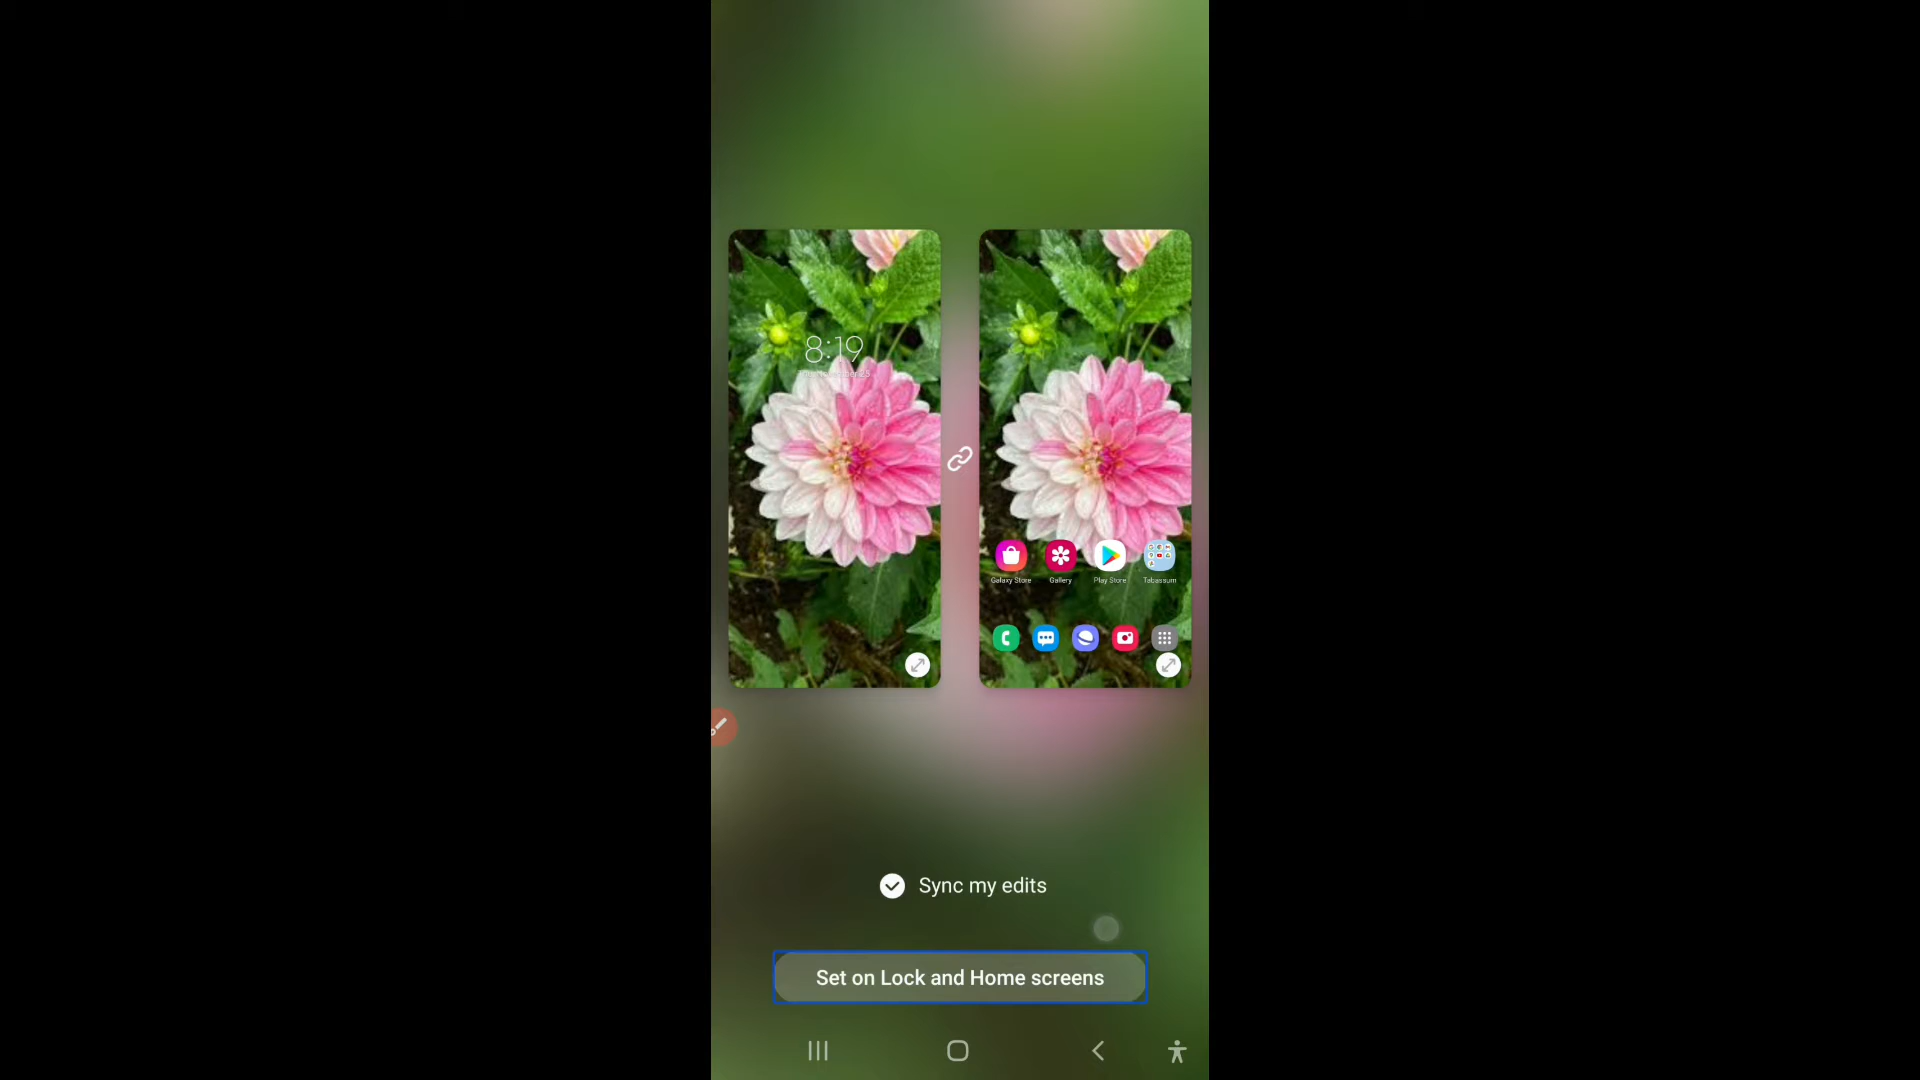 8:19
Galaxy Store
Gallery
Play Store
Tabassum
Sync my edits
Set on Lock and Home screens